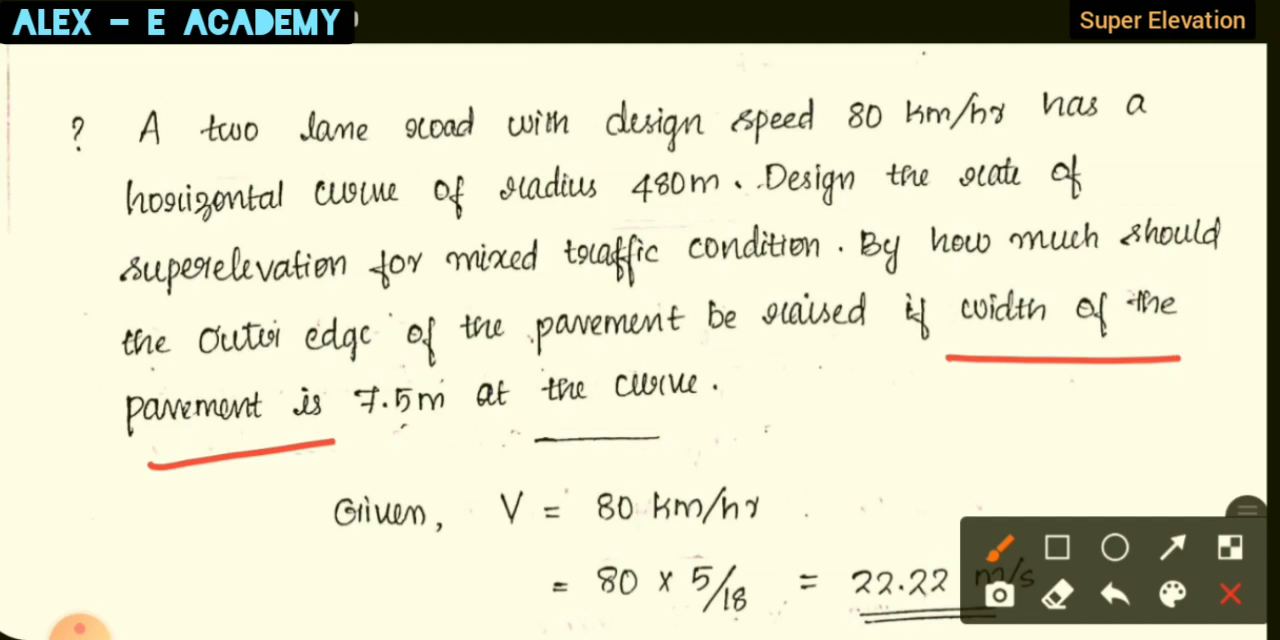 ALEX - E ACADEMY
Super Elevation
? A two lane road with design speed 80 km/hr has a
horizontal curve of radius 480m. Design the rate of
superelevation for mixed traffic condition. By how much should
the outer edge of the pavement be raised if width of the
pavement is 7.5m at the curve.
Given, V = 80 km/hr
= 80 x 5/18 = 22.22 m/s